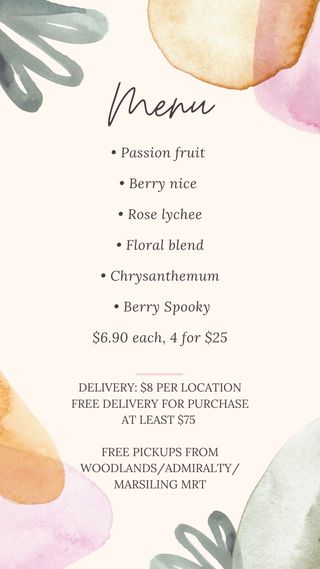 Menu
• Passion fruit
• Berry nice
• Rose lychee
• Floral blend
• Chrysanthemum
• Berry Spooky
$6.90 each, 4 for $25
DELIVERY: $8 PER LOCATION
FREE DELIVERY FOR PURCHASE
AT LEAST $75
FREE PICKUPS FROM
WOODLANDS/ADMIRALTY/
MARSILING MRT